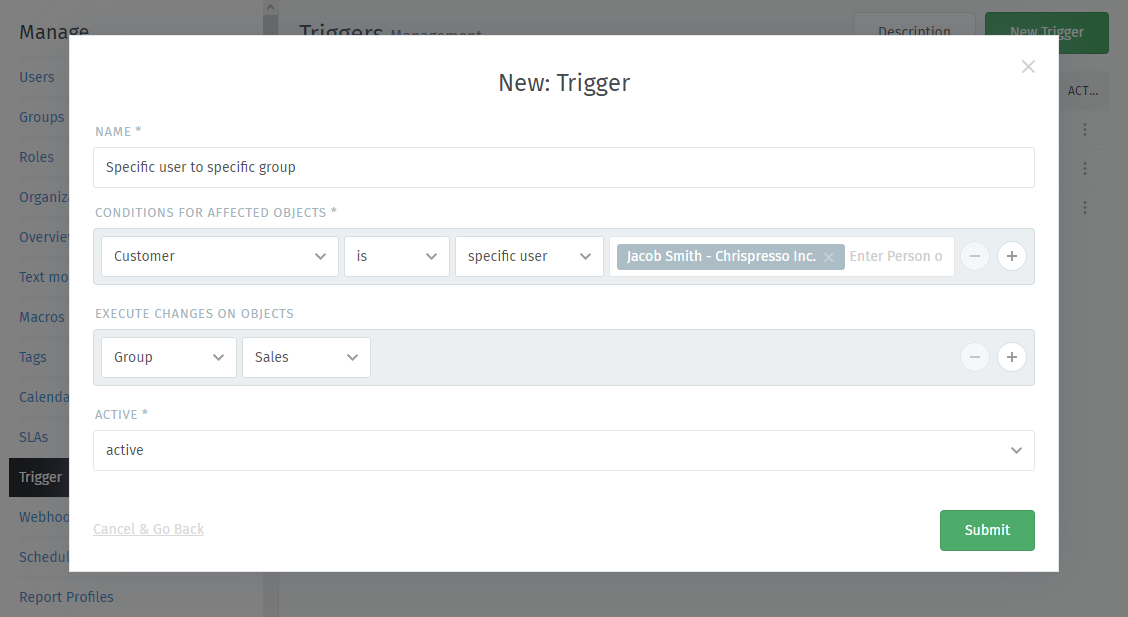 Manage
Triggers Management
Description
New Trigger
Users
Groups
Roles
Organiza
Overvie
Text mo
Macros
Tags
Calenda
SLAs
Trigger
Webhoo
Schedul
Report Profiles
ACT...
New: Trigger
NAME *
Specific user to specific group
CONDITIONS FOR AFFECTED OBJECTS *
Customer is specific user Jacob Smith - Chrispresso Inc. Enter Person o
EXECUTE CHANGES ON OBJECTS
Group Sales
ACTIVE *
active
Cancel & Go Back
Submit